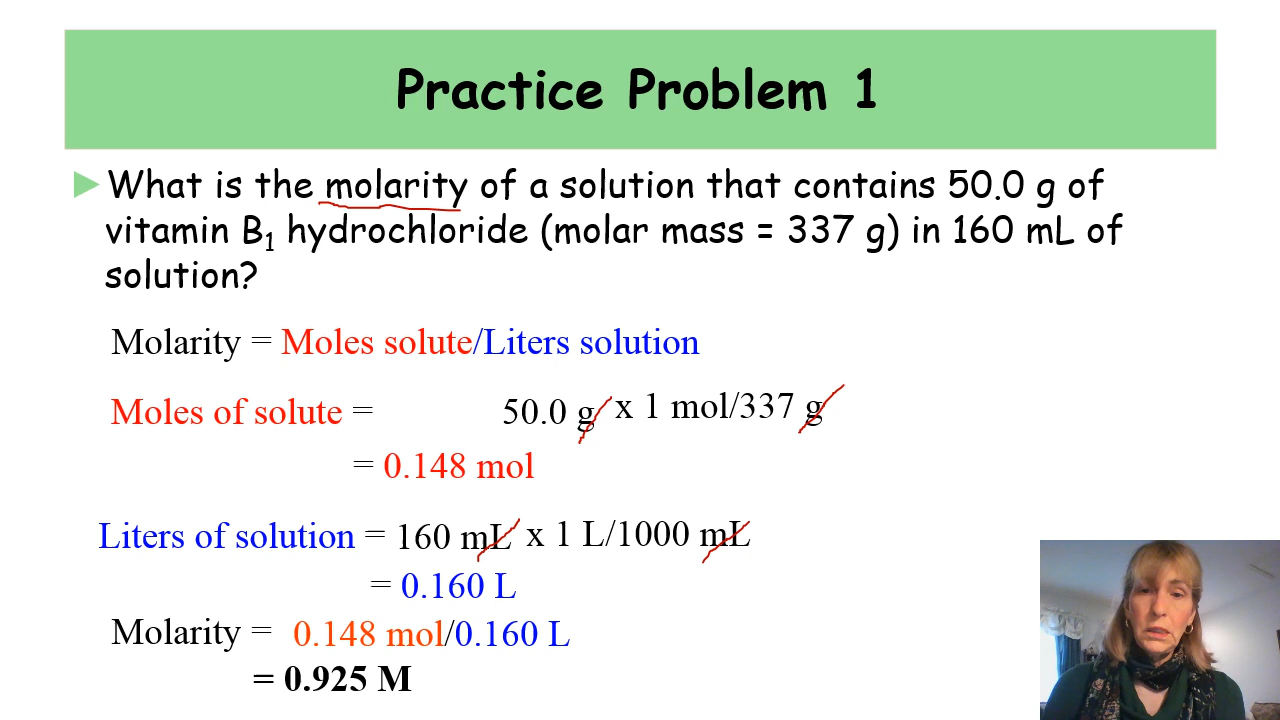 Practice Problem 1
What is the molarity of a solution that contains 50.0 g of
vitamin B₁ hydrochloride (molar mass = 337 g) in 160 mL of
solution?
Molarity = Moles solute/Liters solution
Moles of solute = 50.0 g x 1 mol/337 g
= 0.148 mol
Liters of solution = 160 mL x 1 L/1000 mL
= 0.160 L
Molarity = 0.148 mol/0.160 L
= 0.925 M